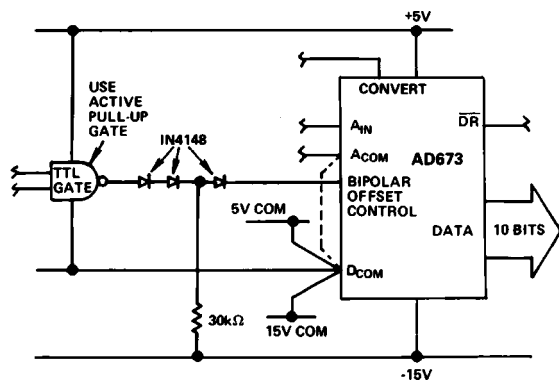 +5V
USE
ACTIVE
PULL-UP
GATE
IN4148
TTL
GATE
CONVERT
AIN
ACOM
DR
AD673
BIPOLAR
OFFSET
CONTROL
5V COM
DATA
10 BITS
DCOM
15V COM
30kΩ
-15V